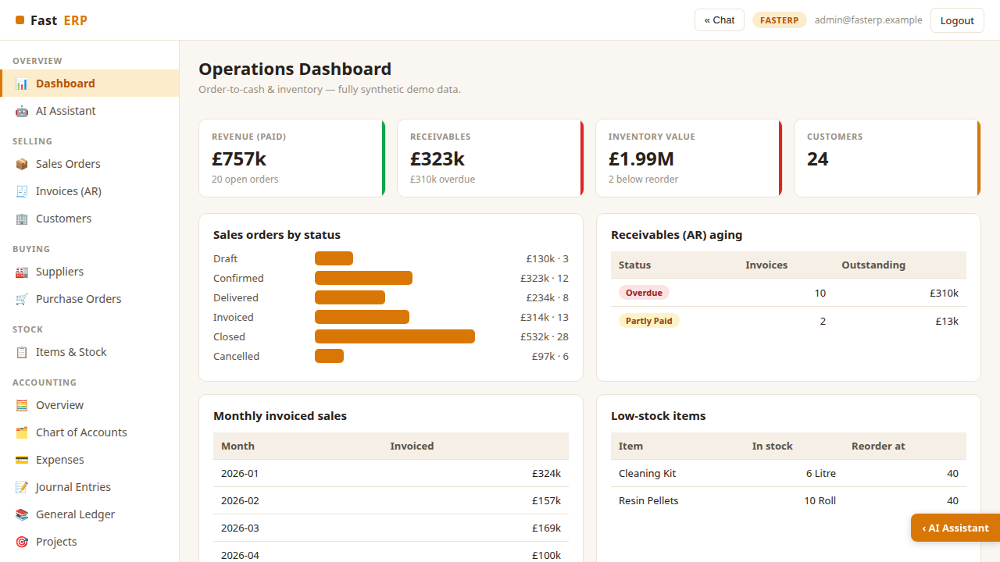 Fast ERP
« Chat
FASTERP
admin@fasterp.example
Logout
OVERVIEW
Dashboard
AI Assistant
SELLING
Sales Orders
Invoices (AR)
Customers
BUYING
Suppliers
Purchase Orders
STOCK
Items & Stock
ACCOUNTING
Overview
Chart of Accounts
Expenses
Journal Entries
General Ledger
Projects
Operations Dashboard
Order-to-cash & inventory — fully synthetic demo data.
REVENUE (PAID)
£757k
20 open orders
RECEIVABLES
£323k
£310k overdue
INVENTORY VALUE
£1.99M
2 below reorder
CUSTOMERS
24
Sales orders by status
Draft £130k · 3
Confirmed £323k · 12
Delivered £234k · 8
Invoiced £314k · 13
Closed £532k · 28
Cancelled £97k · 6
Receivables (AR) aging
Status Invoices Outstanding
Overdue 10 £310k
Partly Paid 2 £13k
Monthly invoiced sales
Month Invoiced
2026-01 £324k
2026-02 £157k
2026-03 £169k
2026-04 £100k
Low-stock items
Item In stock Reorder at
Cleaning Kit 6 Litre 40
Resin Pellets 10 Roll 40
‹ AI Assistant